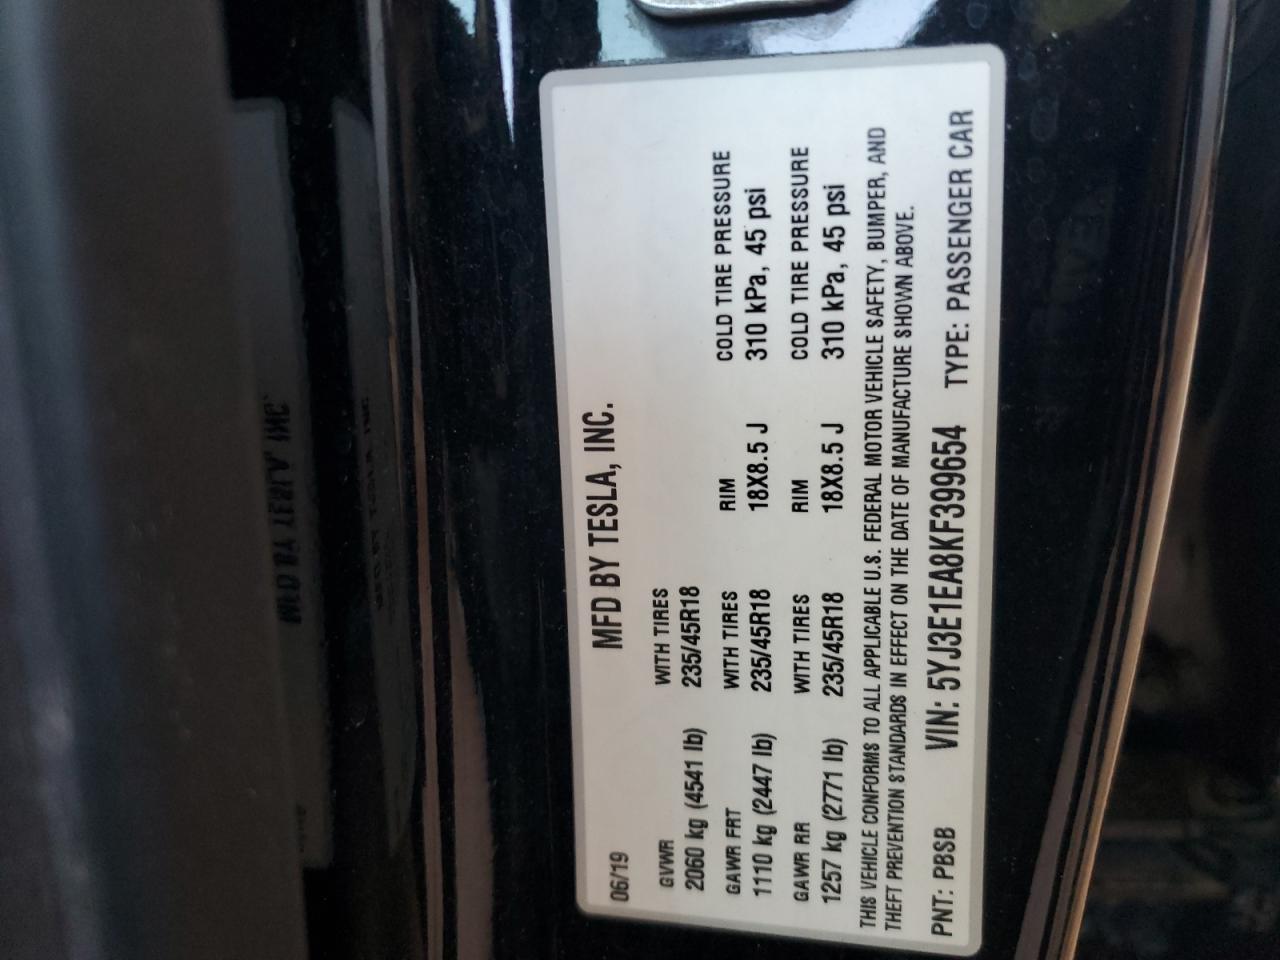 06/19 MFD BY TESLA, INC.
GVWR WITH TIRES
2060 kg (4541 lb) 235/45R18
GAWR FRT WITH TIRES RIM COLD TIRE PRESSURE
1110 kg (2447 lb) 235/45R18 18X8.5 J 310 kPa, 45 psi
GAWR RR WITH TIRES RIM COLD TIRE PRESSURE
1257 kg (2771 lb) 235/45R18 18X8.5 J 310 kPa, 45 psi
THIS VEHICLE CONFORMS TO ALL APPLICABLE U.S. FEDERAL MOTOR VEHICLE SAFETY, BUMPER, AND
THEFT PREVENTION STANDARDS IN EFFECT ON THE DATE OF MANUFACTURE SHOWN ABOVE.
PNT: PBSB VIN: 5YJ3E1EA8KF399654 TYPE: PASSENGER CAR